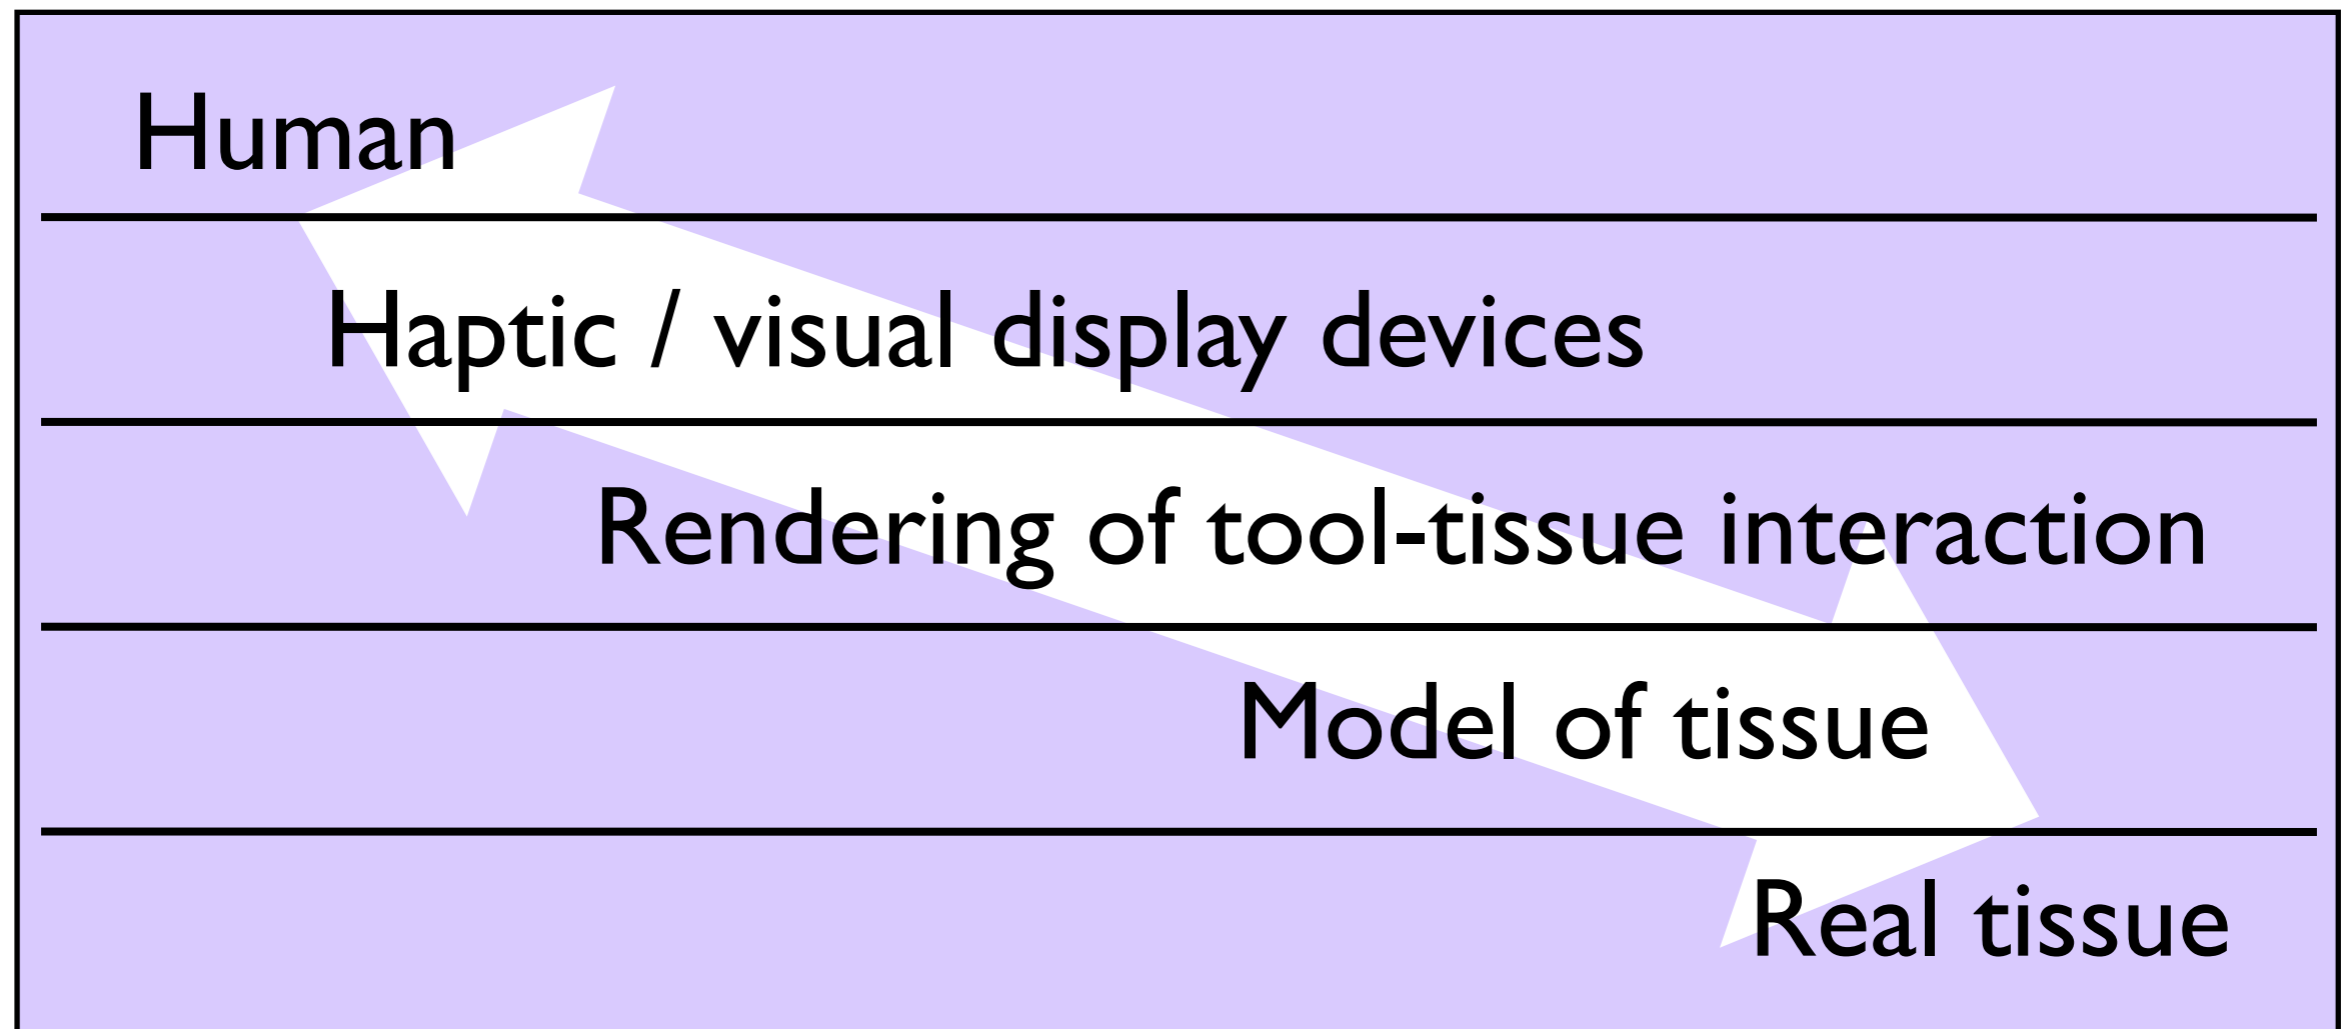 Human
Haptic / visual display devices
Rendering of tool-tissue interaction
Model of tissue
Real tissue